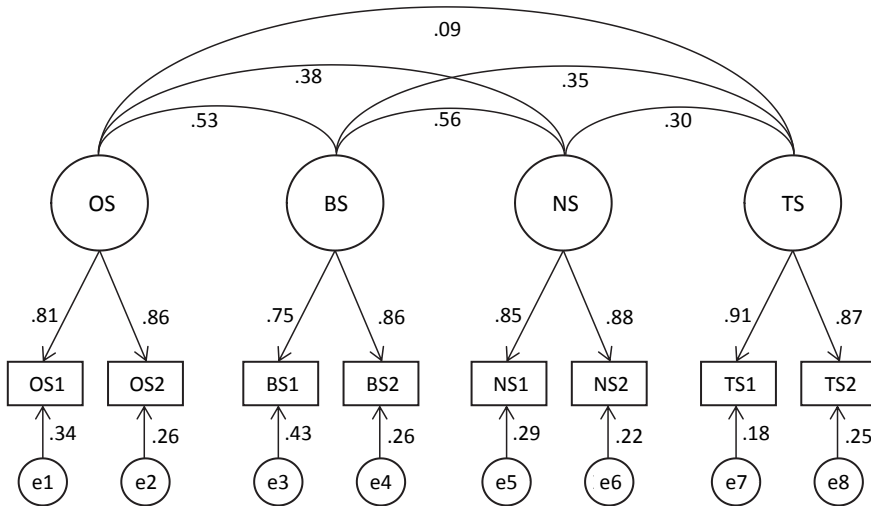 .09
.38 .35
.53 .56 .30
OS BS NS TS
.81 .86 .75 .86 .85 .88 .91 .87
OS1 OS2 BS1 BS2 NS1 NS2 TS1 TS2
.34 .26 .43 .26 .29 .22 .18 .25
e1 e2 e3 e4 e5 e6 e7 e8